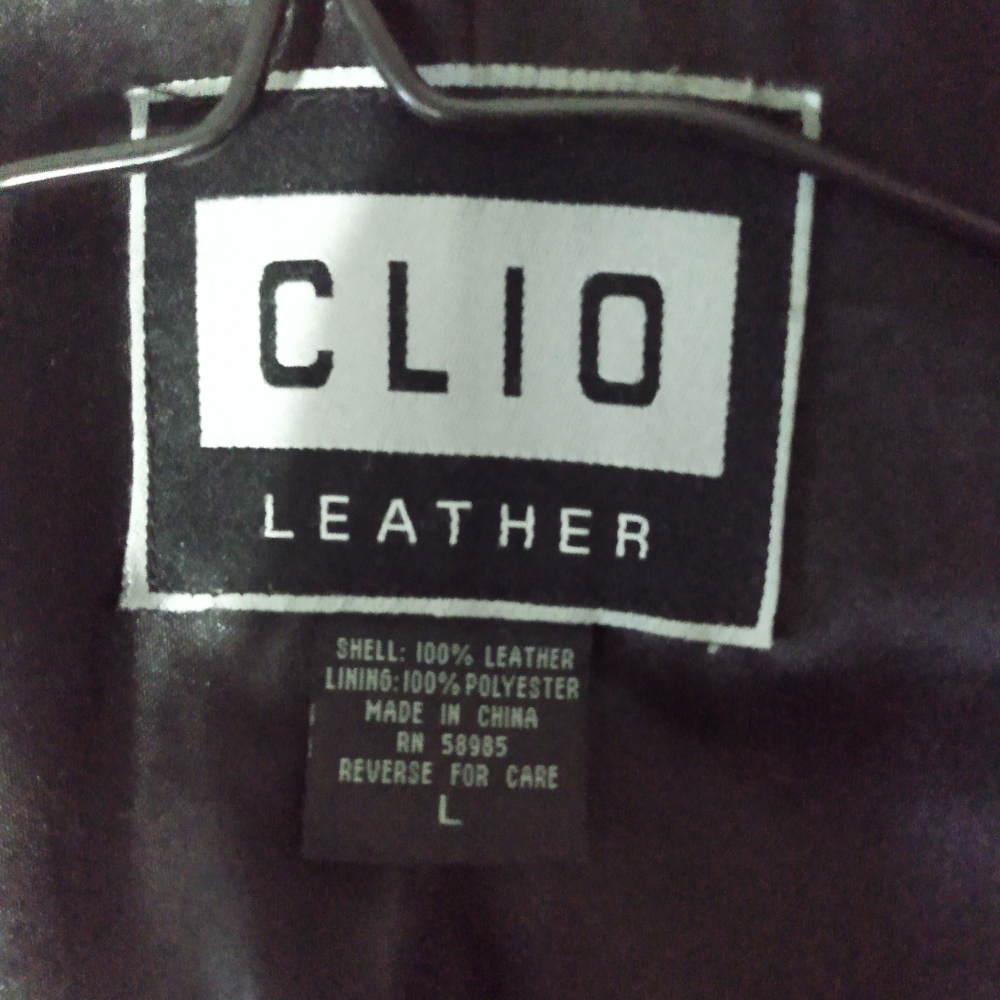 CLIO
LEATHER
SHELL: 100% LEATHER
LINING:100% POLYESTER
MADE IN CHINA
RN 58985
REVERSE FOR CARE
L